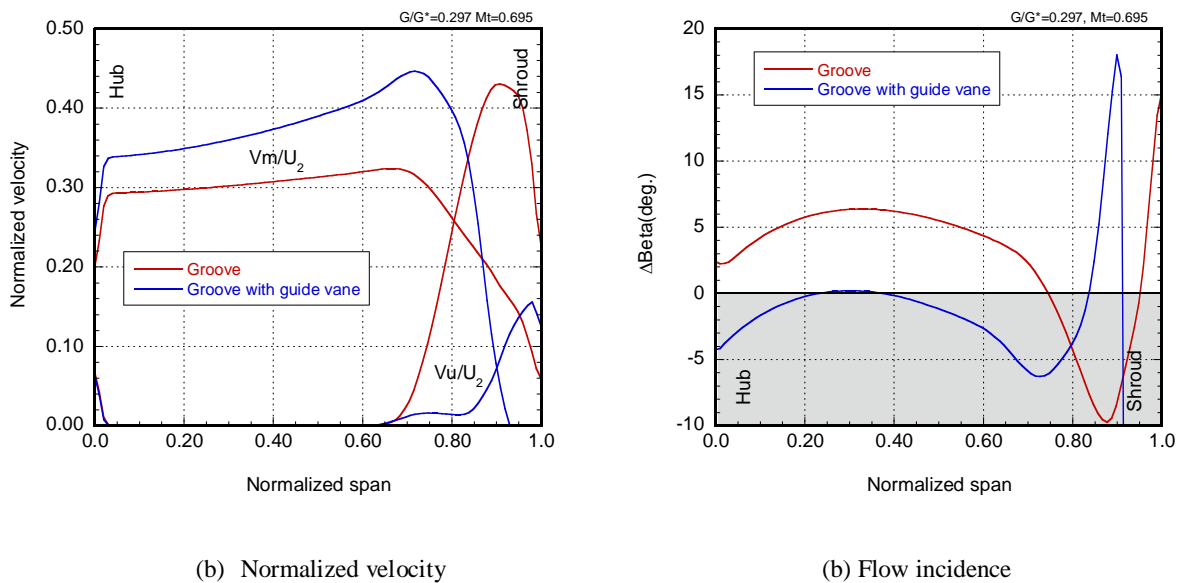 G/G*=0.297 Mt=0.695
0.50
0.40
0.30
0.20
0.10
0.00
Normalized velocity
Hub
Shroud
Vm/U2
Groove
Groove with guide vane
Vu/U2
0.0 0.20 0.40 0.60 0.80 1.0
Normalized span
(b) Normalized velocity
G/G*=0.297, Mt=0.695
20
15
10
5
0
-5
-10
ΔBeta(deg.)
Groove
Groove with guide vane
Hub
Shroud
0.0 0.20 0.40 0.60 0.80 1.0
Normalized span
(b) Flow incidence